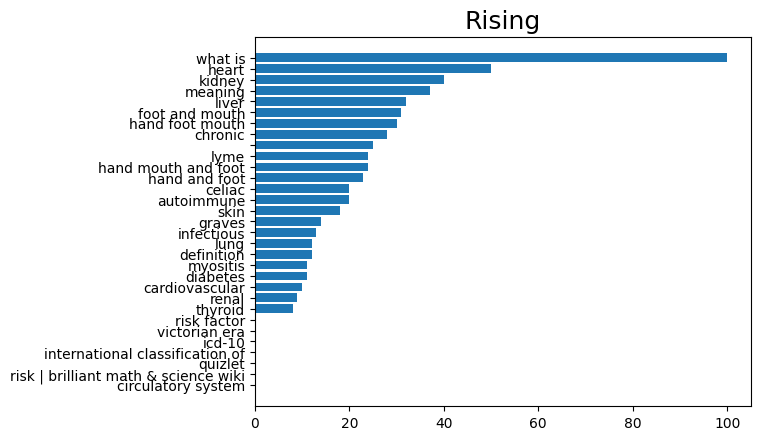 Rising
what is
heart
kidney
meaning
liver
foot and mouth
hand foot mouth
chronic
lyme
hand mouth and foot
hand and foot
celiac
autoimmune
skin
graves
infectious
lung
definition
myositis
diabetes
cardiovascular
renal
thyroid
risk factor
victorian era
icd-10
international classification of
quizlet
risk | brilliant math & science wiki
circulatory system
0 20 40 60 80 100